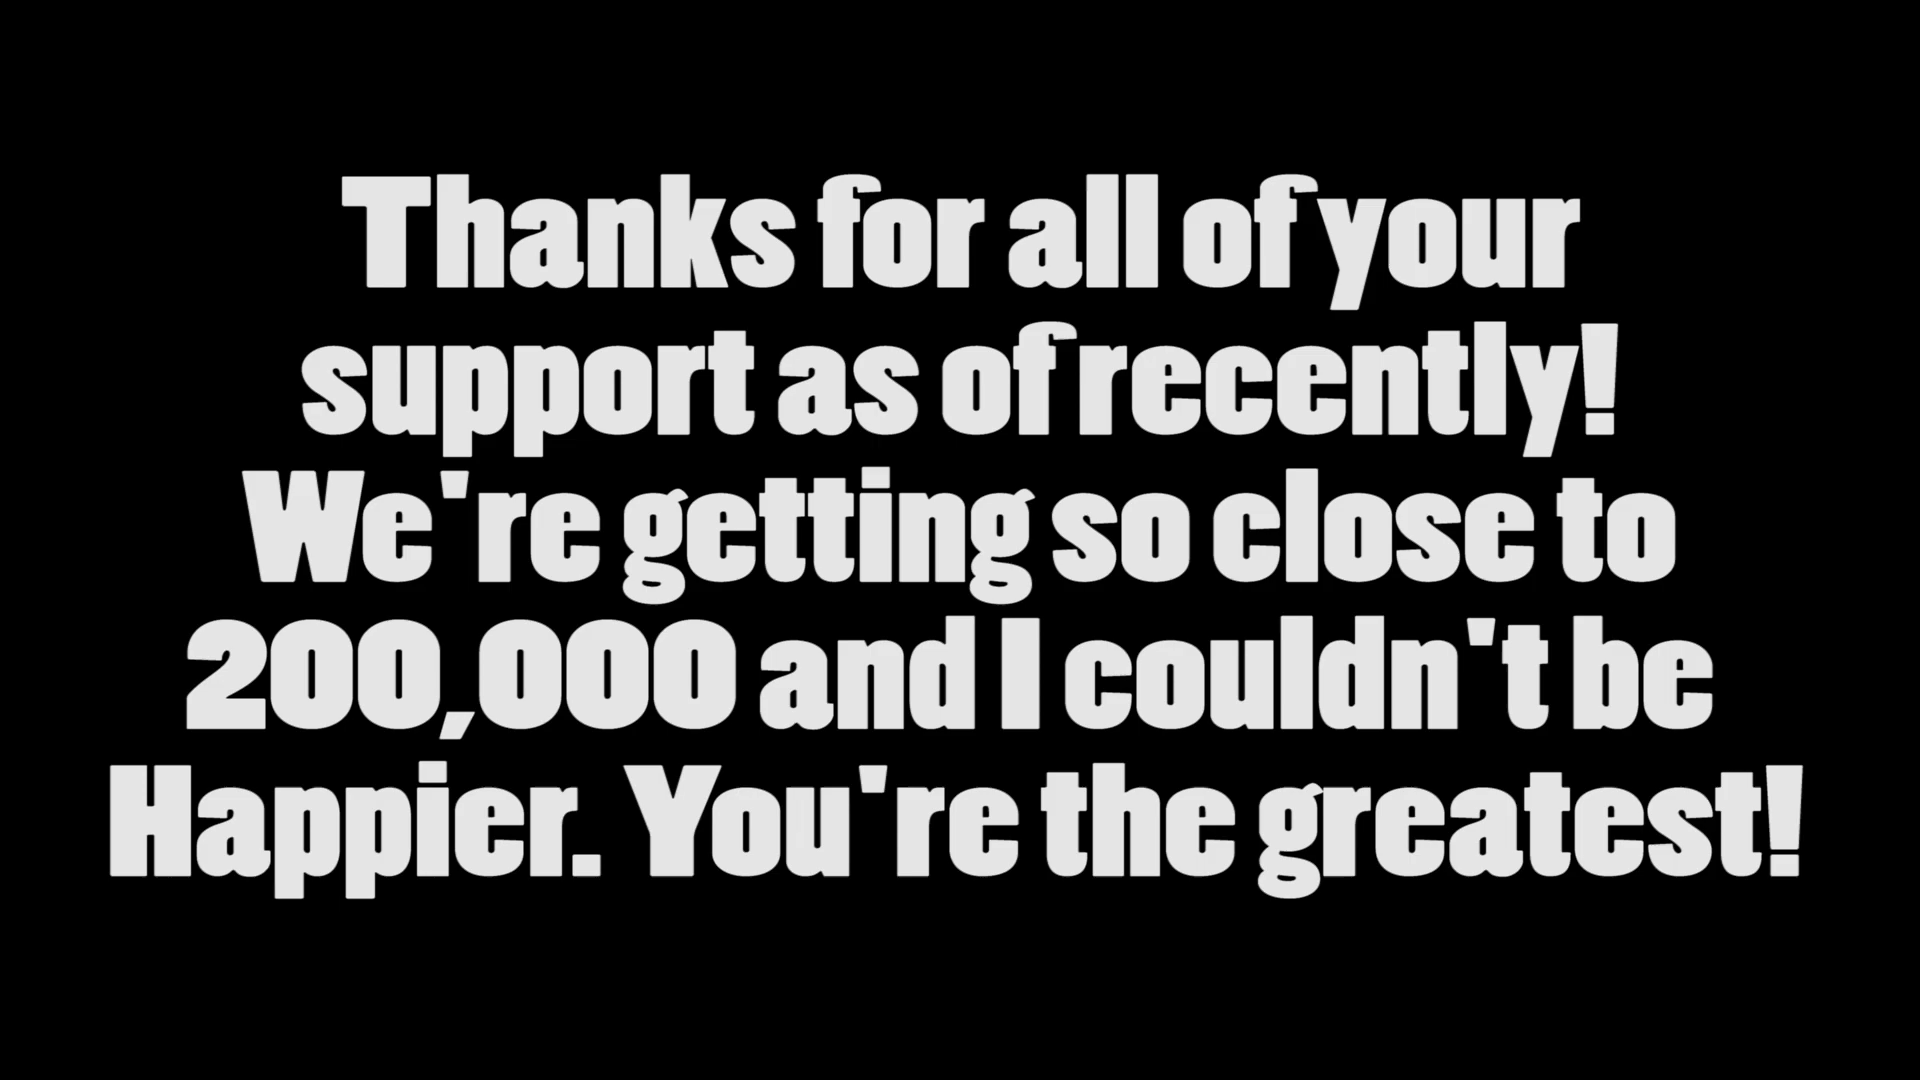 Thanks for all of your
support as of recently!
We're getting so close to
200,000 and I couldn't be
Happier. You're the greatest!